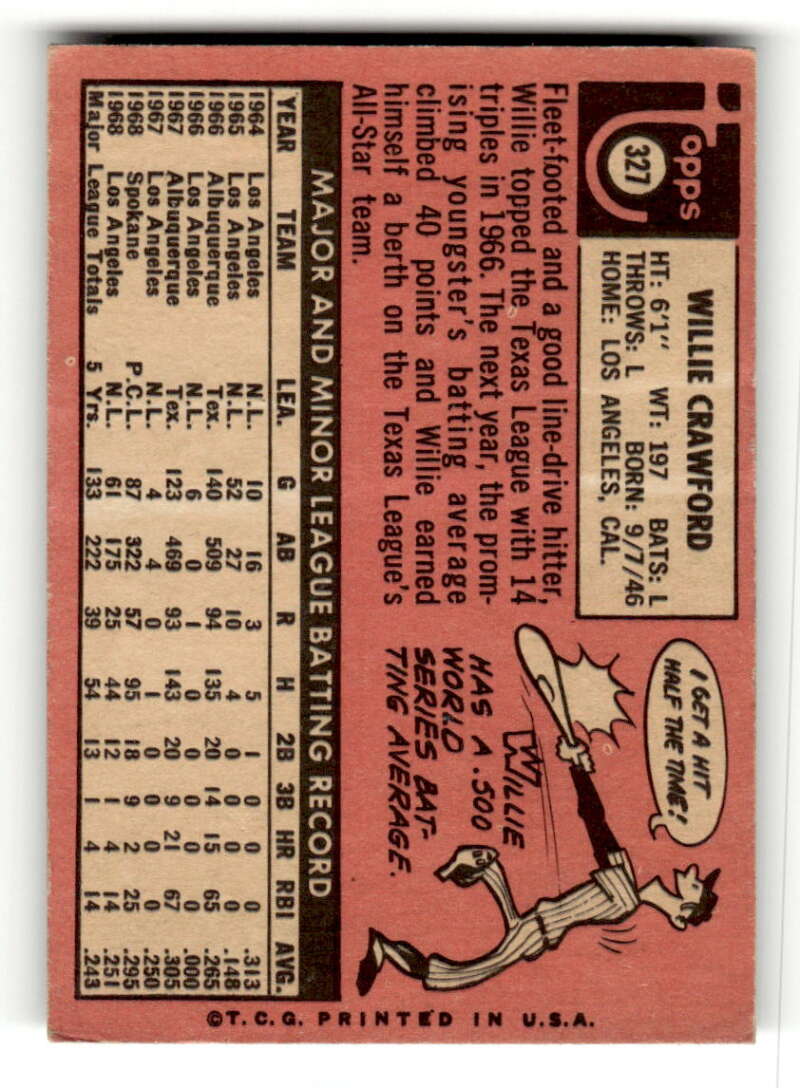 Topps
327
WILLIE CRAWFORD
HT: 6'1" WT: 197 BATS: L
THROWS: L BORN: 9/7/46
HOME: LOS ANGELES, CAL.
Fleet-footed and a good line-drive hitter,
Willie topped the Texas League with 14
triples in 1966. The next year, the prom-
ising youngster's batting average
climbed 40 points and Willie earned
himself a berth on the Texas League's
All-Star team.
I GET A HIT
HALF THE TIME!
WILLIE
HAS A .500
WORLD
SERIES BAT-
TING AVERAGE.
MAJOR AND MINOR LEAGUE BATTING RECORD
YEAR TEAM LEA. G AB R H 2B 3B HR RBI AVG.
1964 Los Angeles N.L. 10 16 3 5 1 0 0 0 .313
1965 Los Angeles N.L. 52 27 10 4 0 0 0 0 .148
1966 Albuquerque Tex. 140 509 94 135 20 14 15 65 .265
1966 Los Angeles N.L. 6 0 1 0 0 0 0 0 .000
1967 Albuquerque Tex. 123 469 93 143 20 9 21 67 .305
1967 Los Angeles N.L. 4 4 0 1 0 0 0 0 .250
1968 Spokane P.C.L. 87 322 57 95 18 9 2 25 .295
1968 Los Angeles N.L. 61 175 25 44 12 1 4 14 .251
Major League Totals 5 Yrs. 133 222 39 54 13 1 4 14 .243
©T.C.G. PRINTED IN U.S.A.